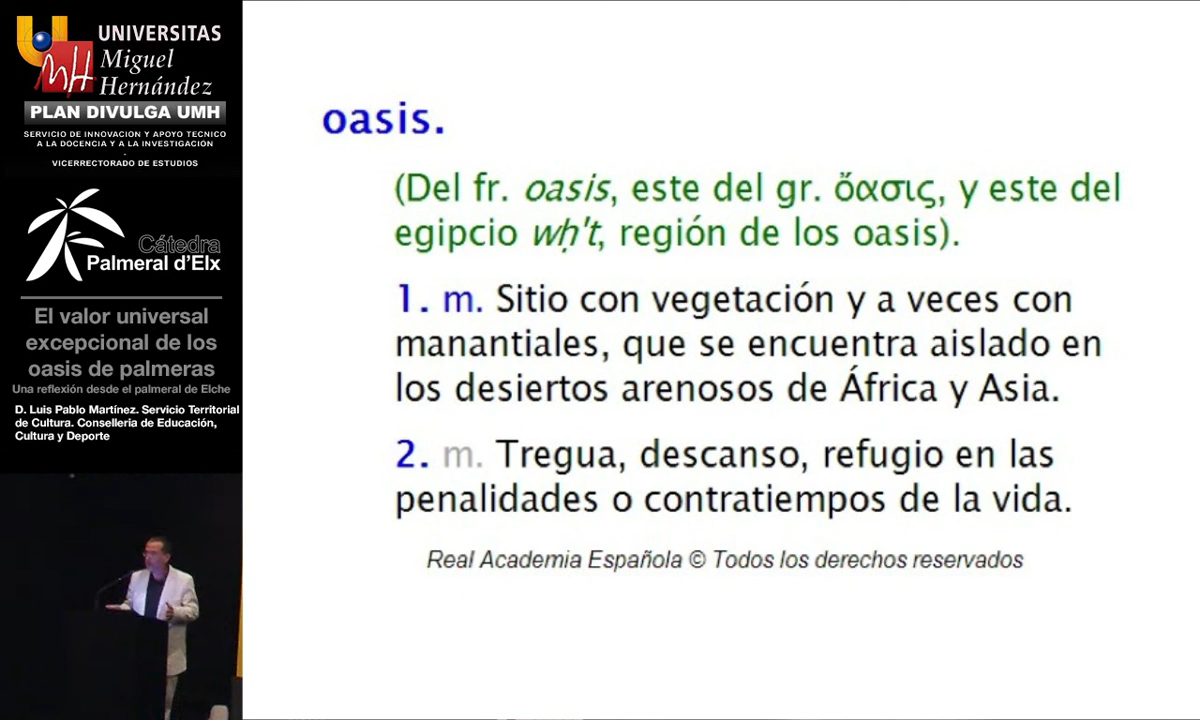 UNIVERSITAS
Miguel
Hernández
PLAN DIVULGA UMH
SERVICIO DE INNOVACION Y APOYO TECNICO
A LA DOCENCIA Y A LA INVESTIGACION
VICERRECTORADO DE ESTUDIOS
Cátedra
Palmeral d'Elx
El valor universal
excepcional de los
oasis de palmeras
Una reflexión desde el palmeral de Elche
D. Luis Pablo Martínez. Servicio Territorial
de Cultura. Conselleria de Educación,
Cultura y Deporte
oasis.
(Del fr. oasis, este del gr. ὄασις, y este del
egipcio wḥ't, región de los oasis).
1. m. Sitio con vegetación y a veces con
manantiales, que se encuentra aislado en
los desiertos arenosos de África y Asia.
2. m. Tregua, descanso, refugio en las
penalidades o contratiempos de la vida.
Real Academia Española © Todos los derechos reservados